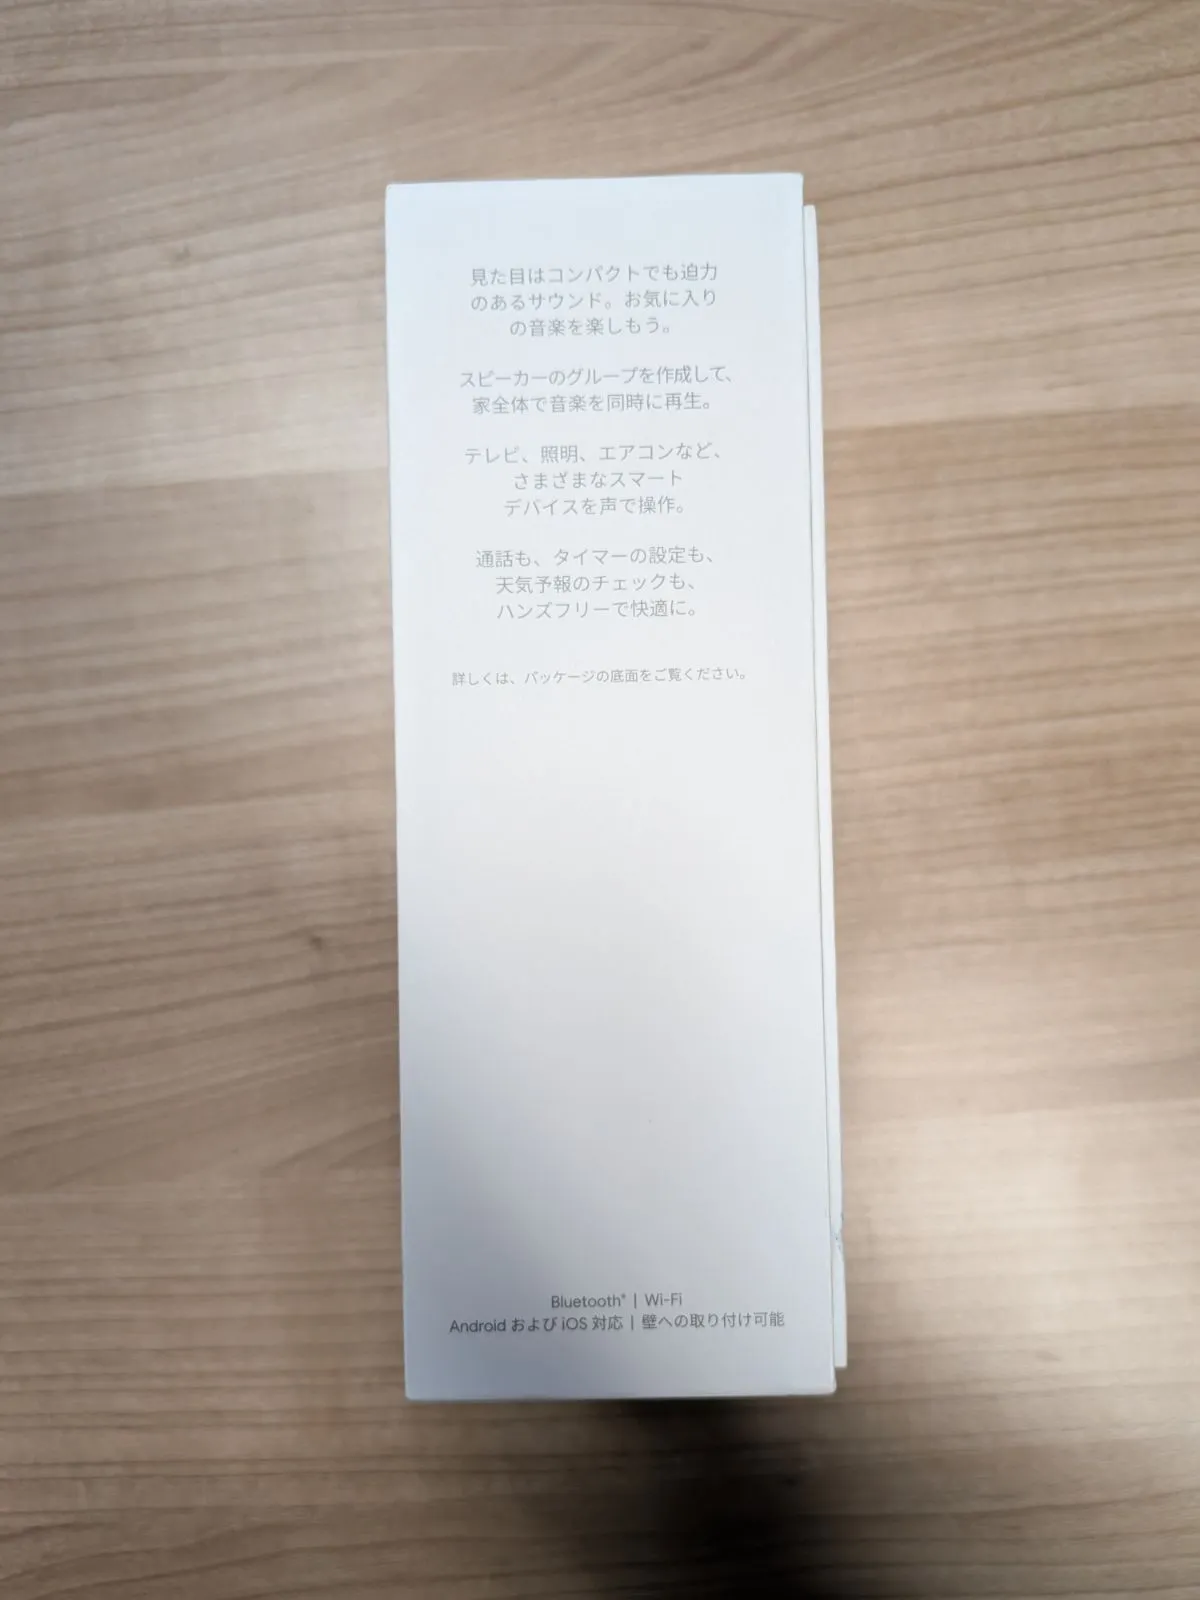 見た目はコンパクトでも迫力
のあるサウンド。お気に入り
の音楽を楽しもう。
スピーカーのグループを作成して、
家全体で音楽を同時に再生。
テレビ、照明、エアコンなど、
さまざまなスマート
デバイスを声で操作。
通話も、タイマーの設定も、
天気予報のチェックも、
ハンズフリーで快適に。
詳しくは、パッケージの底面をご覧ください。
Bluetooth® | Wi-Fi
Android および iOS 対応 | 壁への取り付け可能